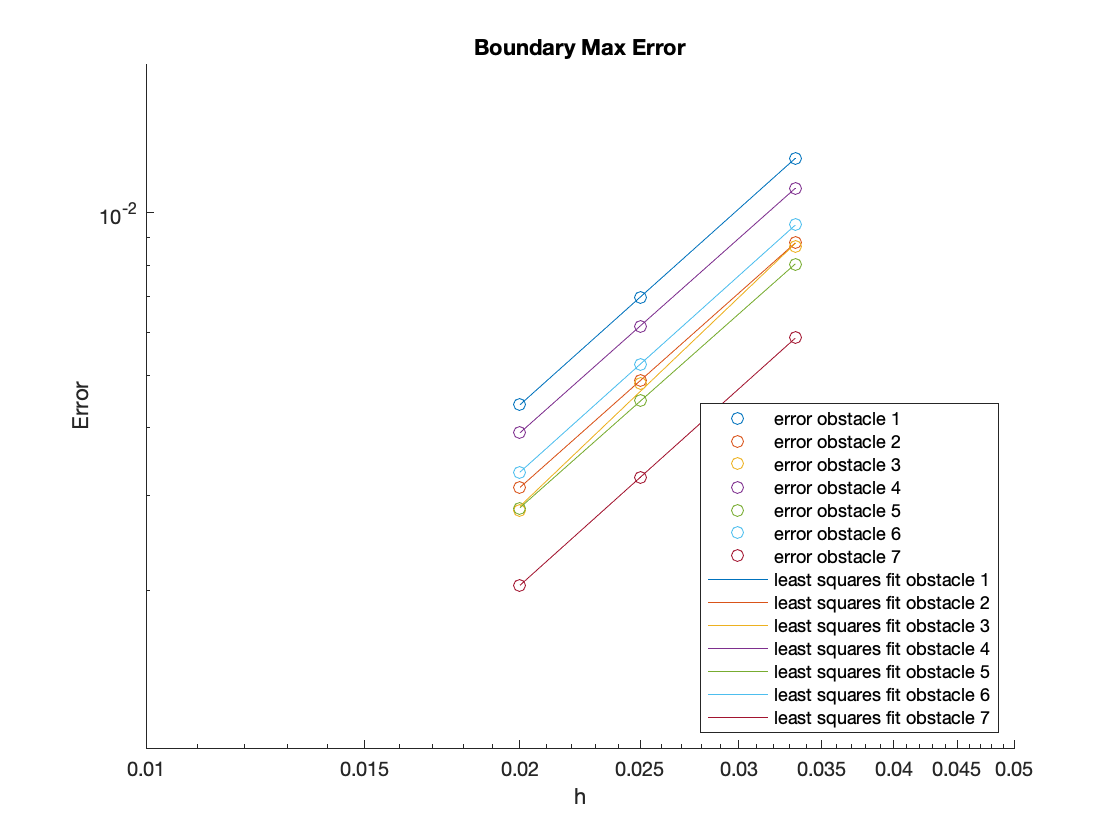 Boundary Max Error
10-2
Error
error obstacle 1
error obstacle 2
error obstacle 3
error obstacle 4
error obstacle 5
error obstacle 6
error obstacle 7
least squares fit obstacle 1
least squares fit obstacle 2
least squares fit obstacle 3
least squares fit obstacle 4
least squares fit obstacle 5
least squares fit obstacle 6
least squares fit obstacle 7
0.01 0.015 0.02 0.025 0.03 0.035 0.04 0.045 0.05
h